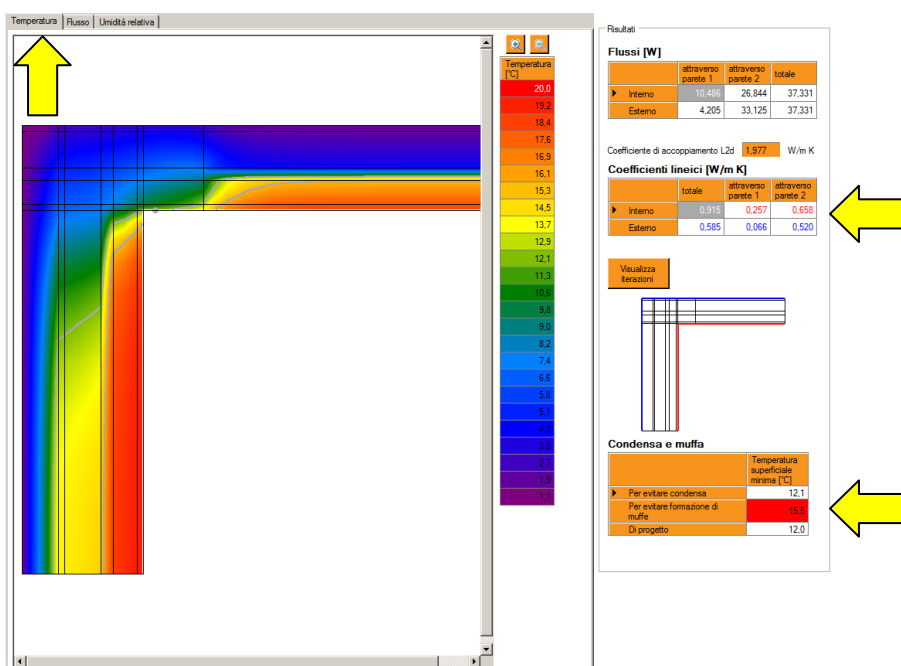 Temperatura Flusso Umidità relativa
Temperatura [°C]
20,0
19,2
18,4
17,6
16,9
16,1
15,3
14,5
13,7
12,9
12,1
11,3
10,6
9,8
9,0
8,2
7,4
6,6
5,8
5,1
4,3
3,5
2,7
1,9
1,1
Risultati
Flussi [W]
attraverso parete 1 attraverso parete 2 totale
Interno 10,486 26,844 37,331
Esterno 4,205 33,125 37,331
Coefficiente di accoppiamento L2d 1,977 W/m K
Coefficienti lineici [W/m K]
totale attraverso parete 1 attraverso parete 2
Interno 0,915 0,257 0,658
Esterno 0,585 0,066 0,520
Visualizza
iterazioni
Condensa e muffa
Temperatura superficiale minima [°C]
Per evitare condensa 12,1
Per evitare formazione di muffe 15,5
Di progetto 12,0